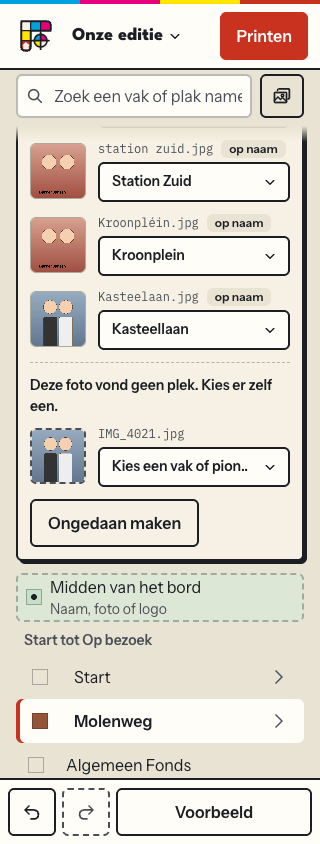 Onze editie
Printen
Zoek een vak of plak name
station zuid.jpg op naam
Station Zuid
Kroonpléin.jpg op naam
Kroonplein
Kasteelaan.jpg op naam
Kasteellaan
Deze foto vond geen plek. Kies er zelf
een.
IMG_4021.jpg
Kies een vak of pion..
Ongedaan maken
Midden van het bord
Naam, foto of logo
Start tot Op bezoek
Start
Molenweg
Algemeen Fonds
Voorbeeld